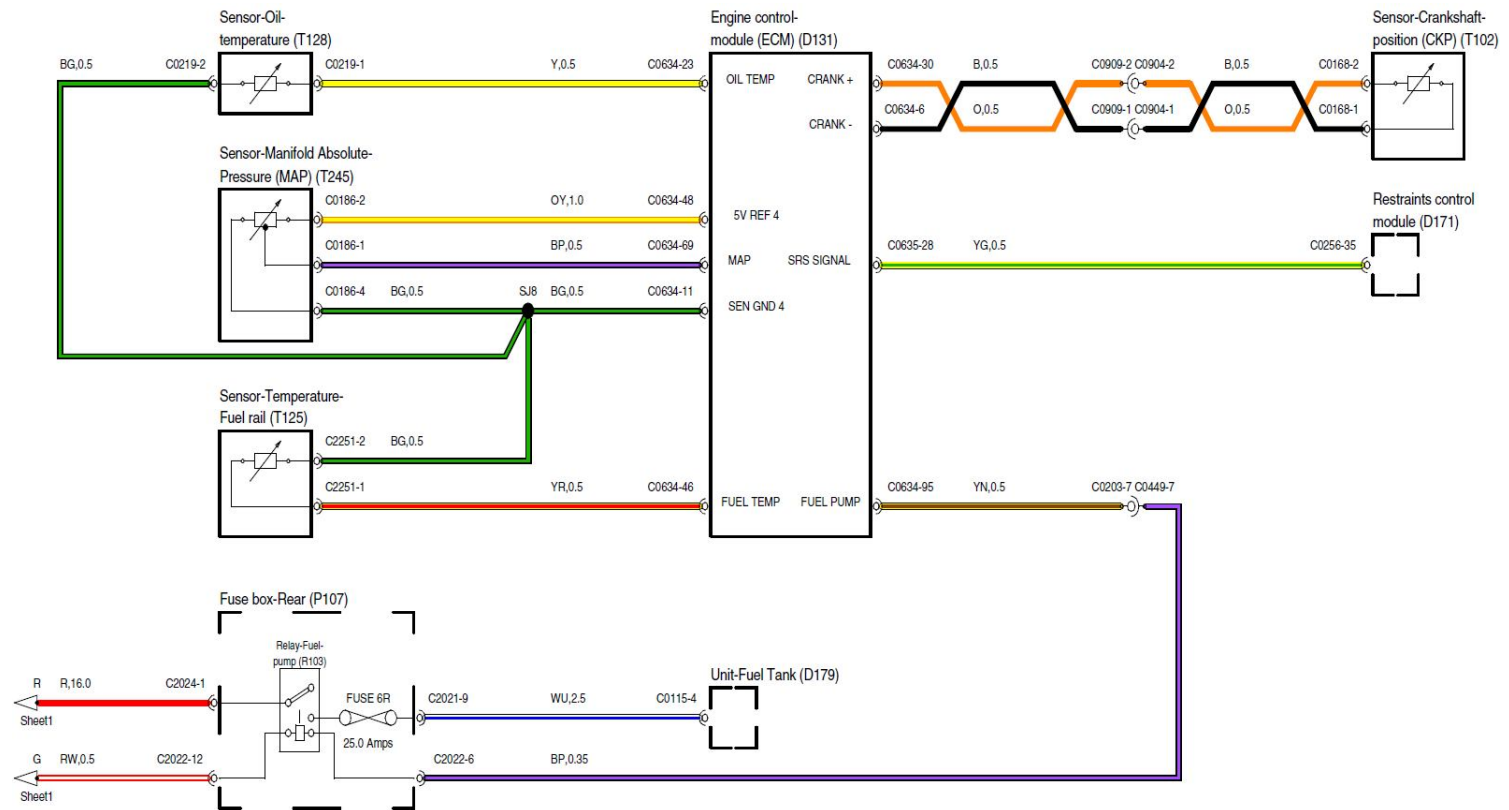 Sensor-Oil-
temperature (T128)
Engine control-
module (ECM) (D131)
Sensor-Crankshaft-
position (CKP) (T102)
BG,0.5
C0219-2
C0219-1
Y,0.5
C0634-23
OIL TEMP
CRANK +
C0634-30
B,0.5
C0909-2 C0904-2
B,0.5
C0168-2
CRANK -
C0634-6
O,0.5
C0909-1 C0904-1
O,0.5
C0168-1
Sensor-Manifold Absolute-
Pressure (MAP) (T245)
C0186-2
OY,1.0
C0634-48
5V REF 4
Restraints control
module (D171)
C0186-1
BP,0.5
C0634-69
MAP
SRS SIGNAL
C0635-28
YG,0.5
C0256-35
C0186-4
BG,0.5
SJ8
BG,0.5
C0634-11
SEN GND 4
Sensor-Temperature-
Fuel rail (T125)
C2251-2
BG,0.5
C2251-1
YR,0.5
C0634-46
FUEL TEMP
FUEL PUMP
C0634-95
YN,0.5
C0203-7 C0449-7
Fuse box-Rear (P107)
Relay-Fuel-
pump (R103)
Unit-Fuel Tank (D179)
R
R,16.0
C2024-1
Sheet1
FUSE 6R
25.0 Amps
C2021-9
WU,2.5
C0115-4
G
RW,0.5
C2022-12
Sheet1
C2022-6
BP,0.35